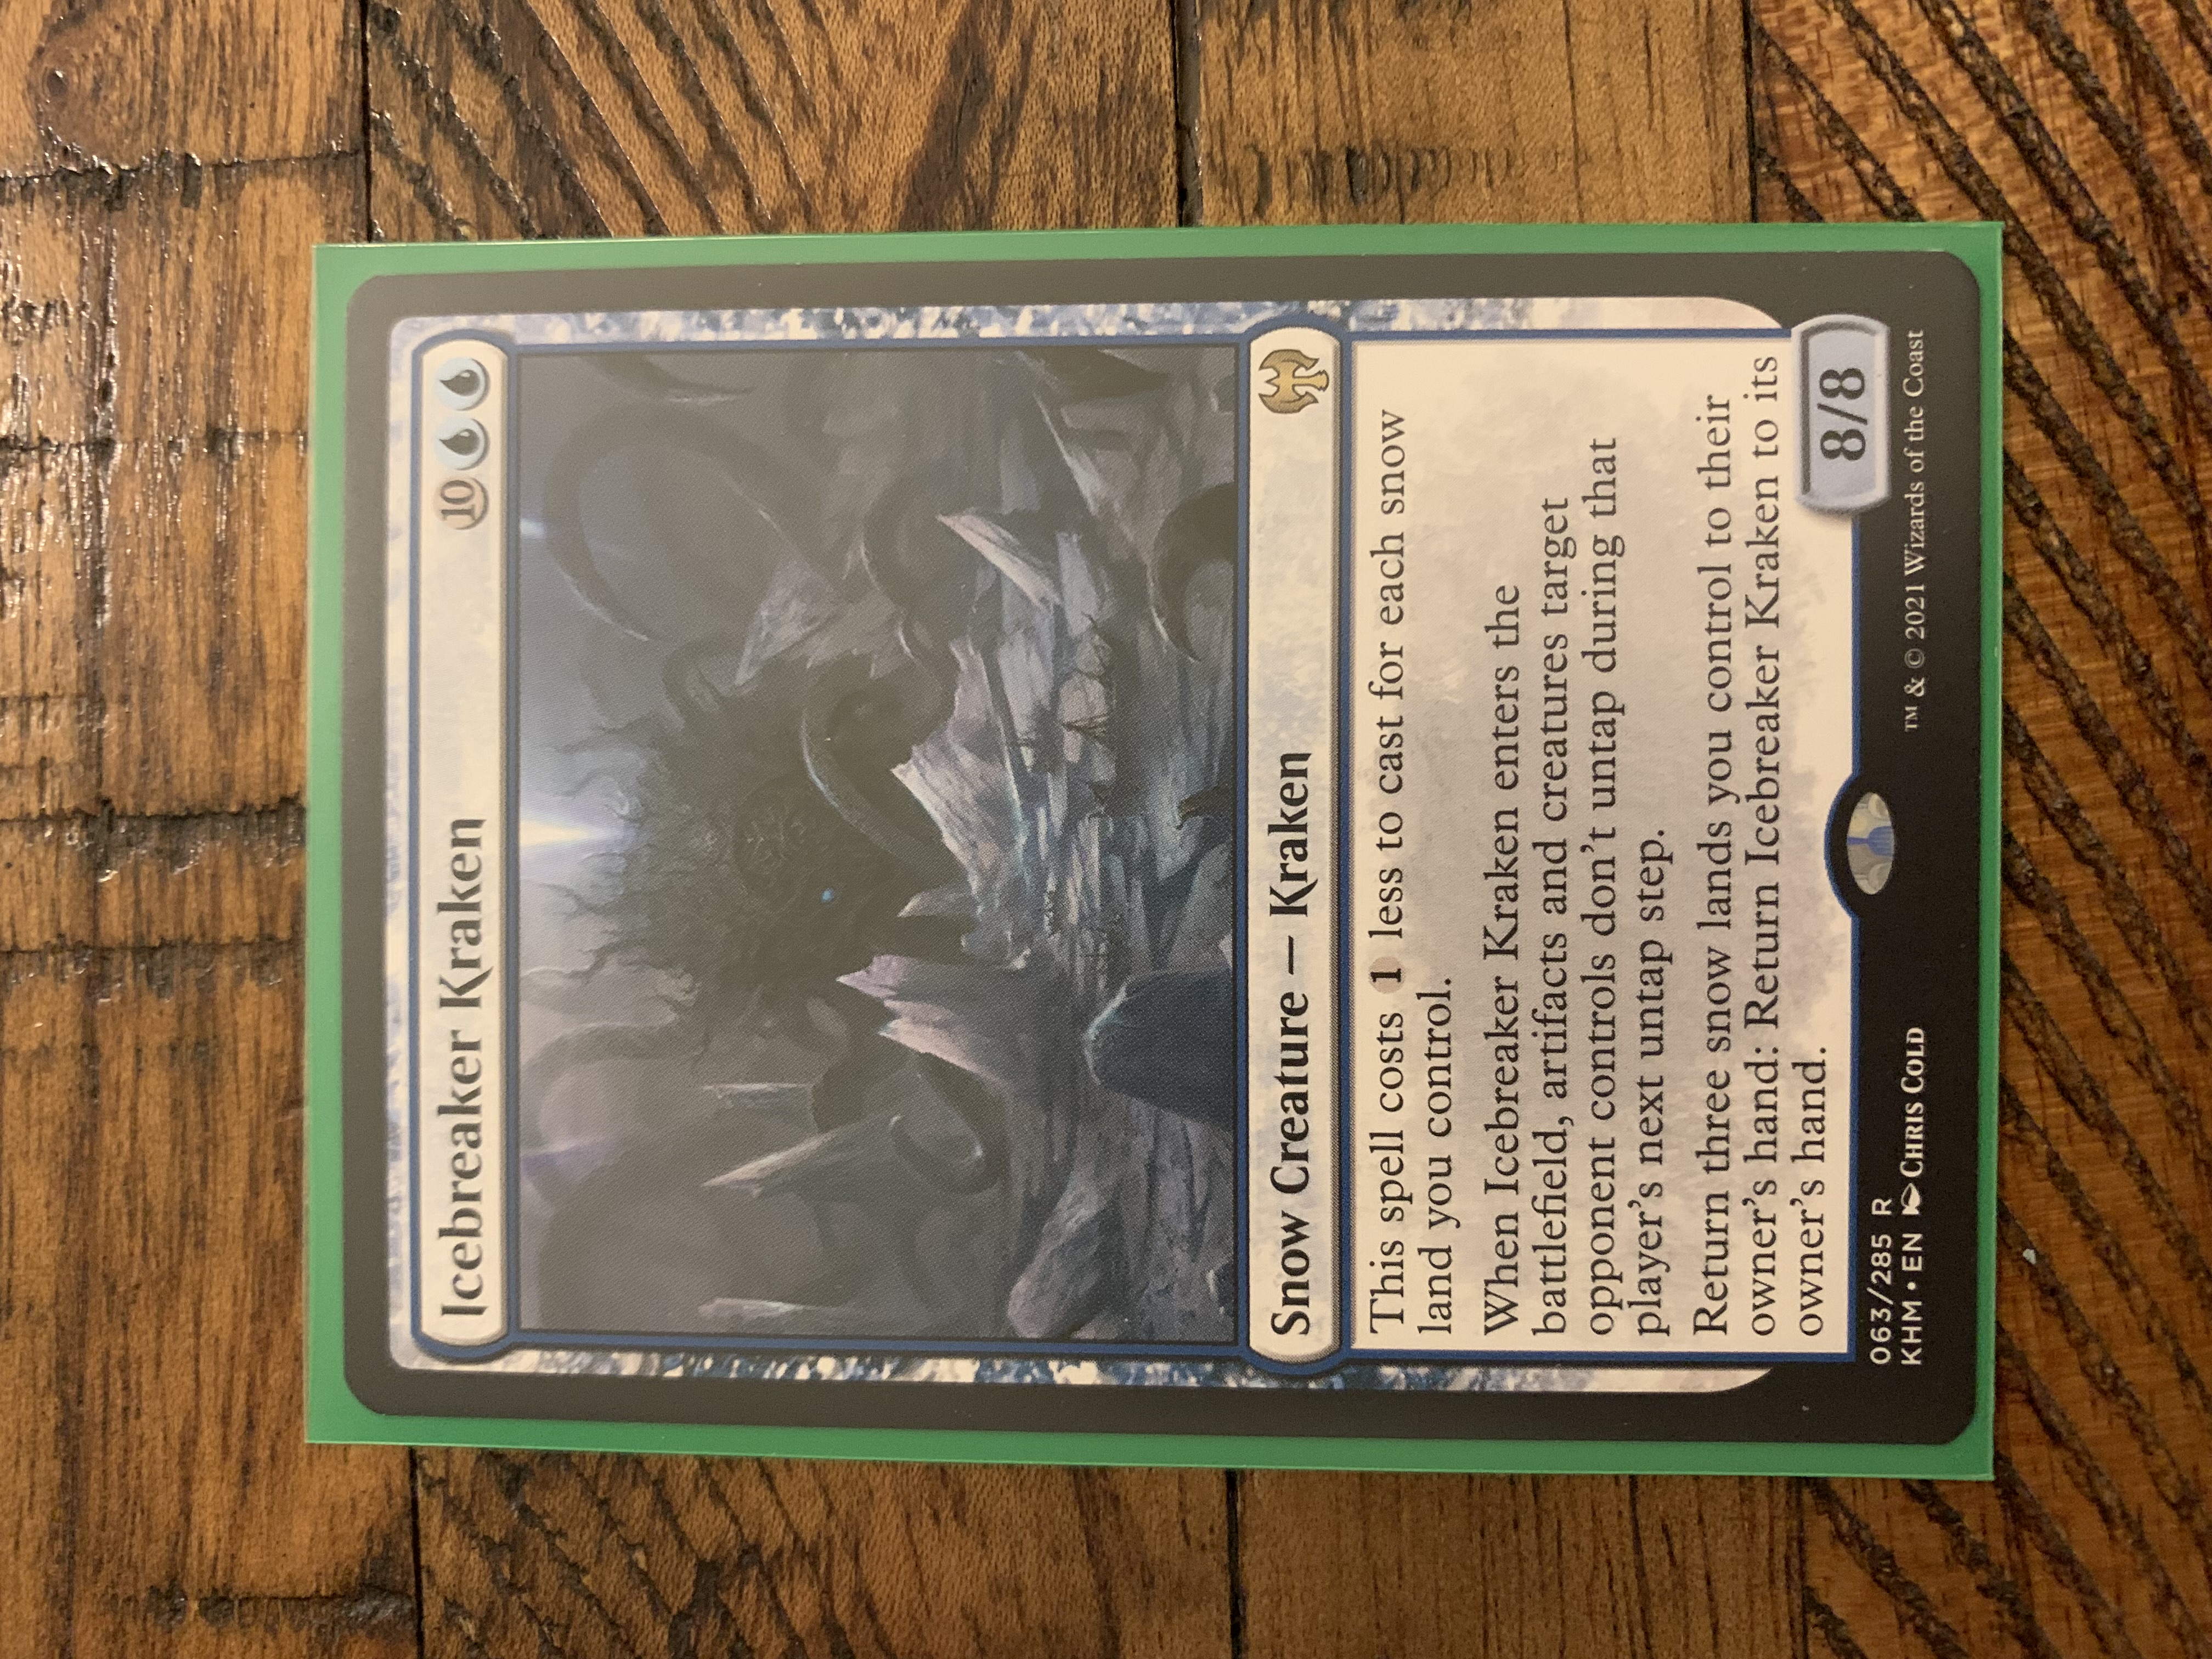 Icebreaker Kraken 10
Snow Creature — Kraken
This spell costs 1 less to cast for each snow
land you control.
When Icebreaker Kraken enters the
battlefield, artifacts and creatures target
opponent controls don't untap during that
player's next untap step.
Return three snow lands you control to their
owner's hand: Return Icebreaker Kraken to its
owner's hand.
8/8
063/285 R
KHM • EN Chris Cold
™ & © 2021 Wizards of the Coast